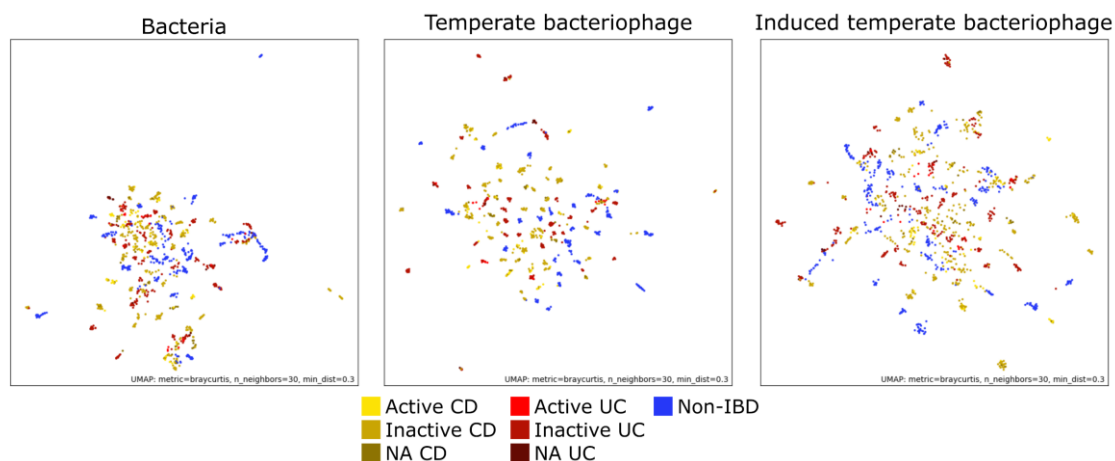 Bacteria
Temperate bacteriophage
Induced temperate bacteriophage
UMAP: metric=braycurtis, n_neighbors=30, min_dist=0.3
UMAP: metric=braycurtis, n_neighbors=30, min_dist=0.3
UMAP: metric=braycurtis, n_neighbors=30, min_dist=0.3
Active CD
Active UC
Non-IBD
Inactive CD
Inactive UC
NA CD
NA UC